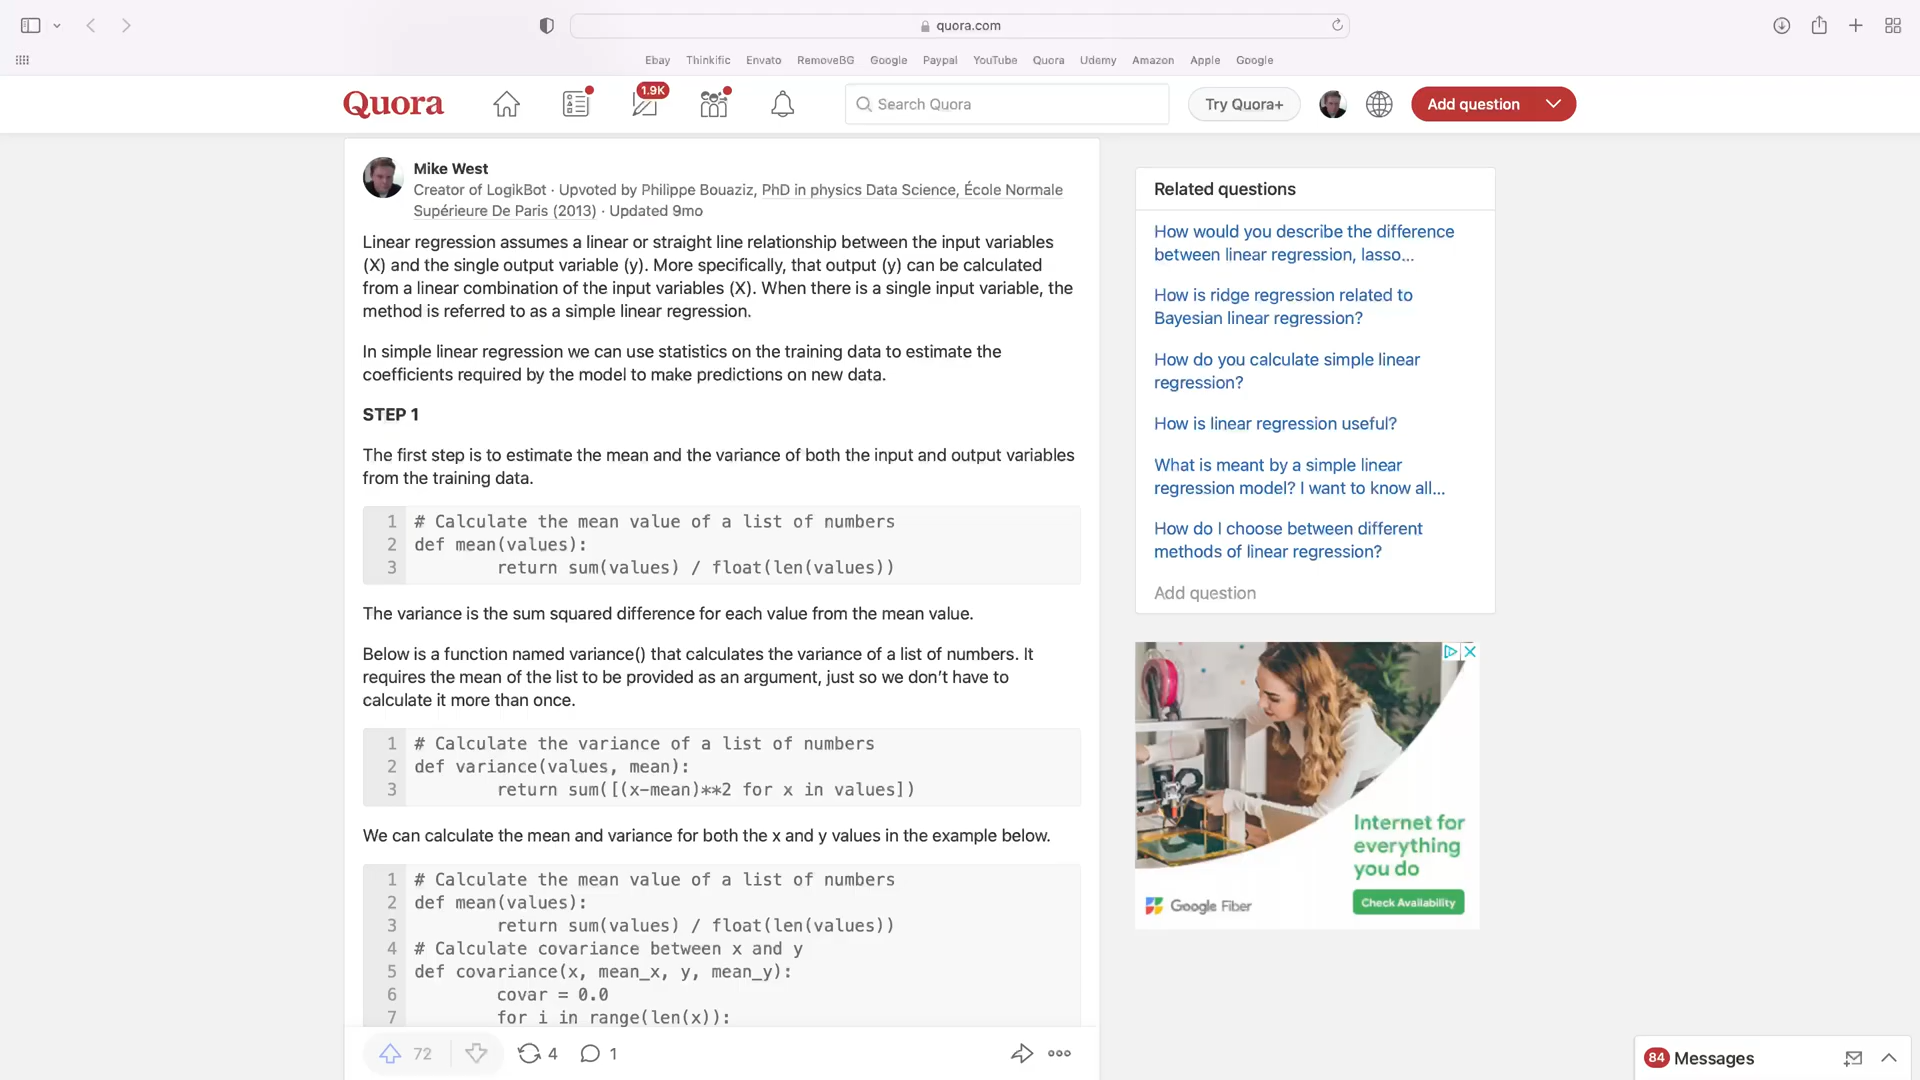 quora.com
Ebay Thinkific Envato RemoveBG Google Paypal YouTube Quora Udemy Amazon Apple Google
Quora
1.9K
Search Quora
Try Quora+
Add question
Mike West
Creator of LogikBot · Upvoted by Philippe Bouaziz, PhD in physics Data Science, École Normale
Supérieure De Paris (2013) · Updated 9mo
Linear regression assumes a linear or straight line relationship between the input variables
(X) and the single output variable (y). More specifically, that output (y) can be calculated
from a linear combination of the input variables (X). When there is a single input variable, the
method is referred to as a simple linear regression.
In simple linear regression we can use statistics on the training data to estimate the
coefficients required by the model to make predictions on new data.
STEP 1
The first step is to estimate the mean and the variance of both the input and output variables
from the training data.
1 # Calculate the mean value of a list of numbers
2 def mean(values):
3 return sum(values) / float(len(values))
The variance is the sum squared difference for each value from the mean value.
Below is a function named variance() that calculates the variance of a list of numbers. It
requires the mean of the list to be provided as an argument, just so we don’t have to
calculate it more than once.
1 # Calculate the variance of a list of numbers
2 def variance(values, mean):
3 return sum([(x-mean)**2 for x in values])
We can calculate the mean and variance for both the x and y values in the example below.
1 # Calculate the mean value of a list of numbers
2 def mean(values):
3 return sum(values) / float(len(values))
4 # Calculate covariance between x and y
5 def covariance(x, mean_x, y, mean_y):
6 covar = 0.0
7 for i in range(len(x)):
72
4
1
Related questions
How would you describe the difference
between linear regression, lasso...
How is ridge regression related to
Bayesian linear regression?
How do you calculate simple linear
regression?
How is linear regression useful?
What is meant by a simple linear
regression model? I want to know all...
How do I choose between different
methods of linear regression?
Add question
Internet for
everything
you do
Google Fiber
Check Availability
84 Messages